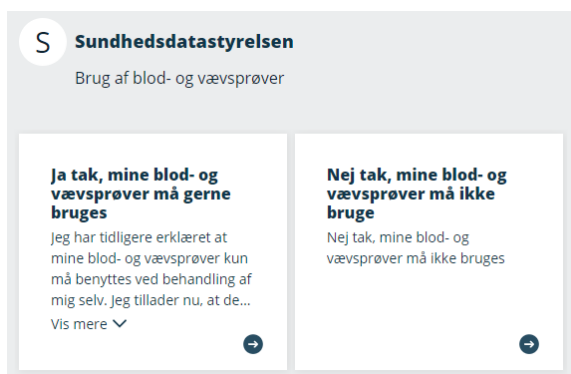 S
Sundhedsdatastyrelsen
Brug af blod- og vævsprøver
Ja tak, mine blod- og
vævsprøver må gerne
bruges
Jeg har tidligere erklæret at
mine blod- og vævsprøver kun
må benyttes ved behandling af
mig selv. Jeg tillader nu, at de...
Vis mere
Nej tak, mine blod- og
vævsprøver må ikke
bruge
Nej tak, mine blod- og
vævsprøver må ikke bruges